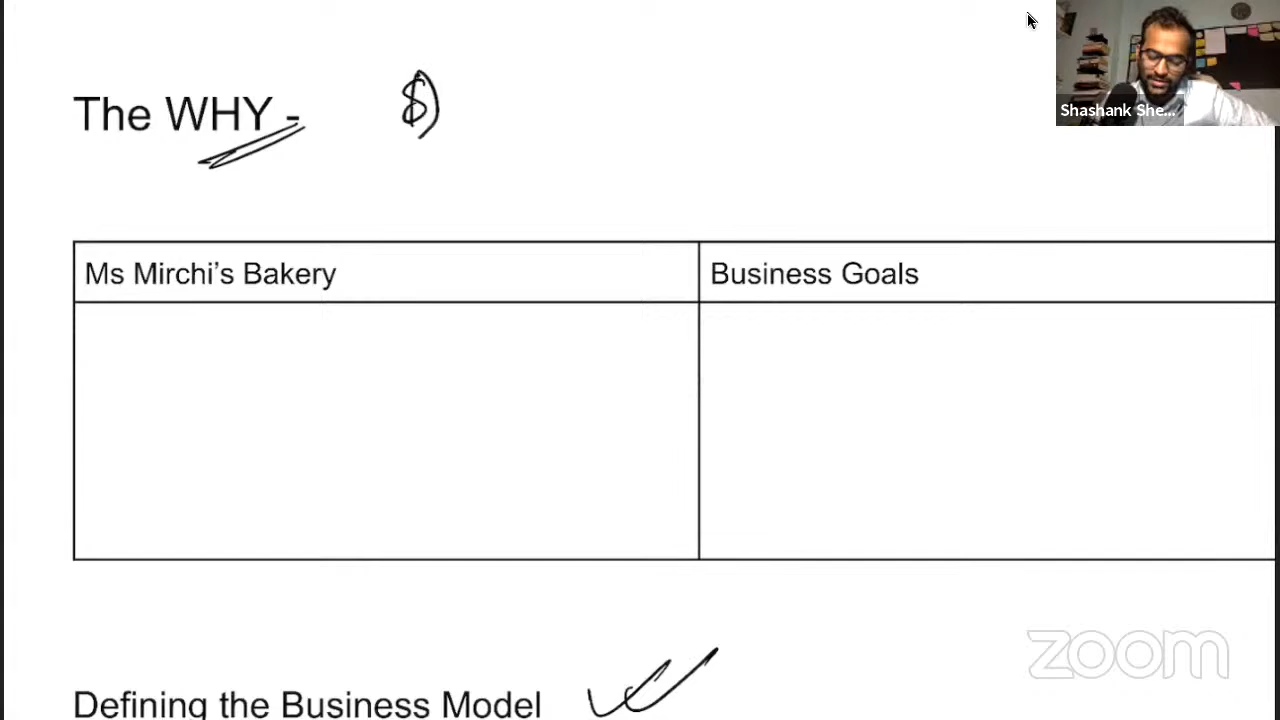 Shashank She...
The WHY - $
Ms Mirchi's Bakery
Business Goals
zoom
Defining the Business Model